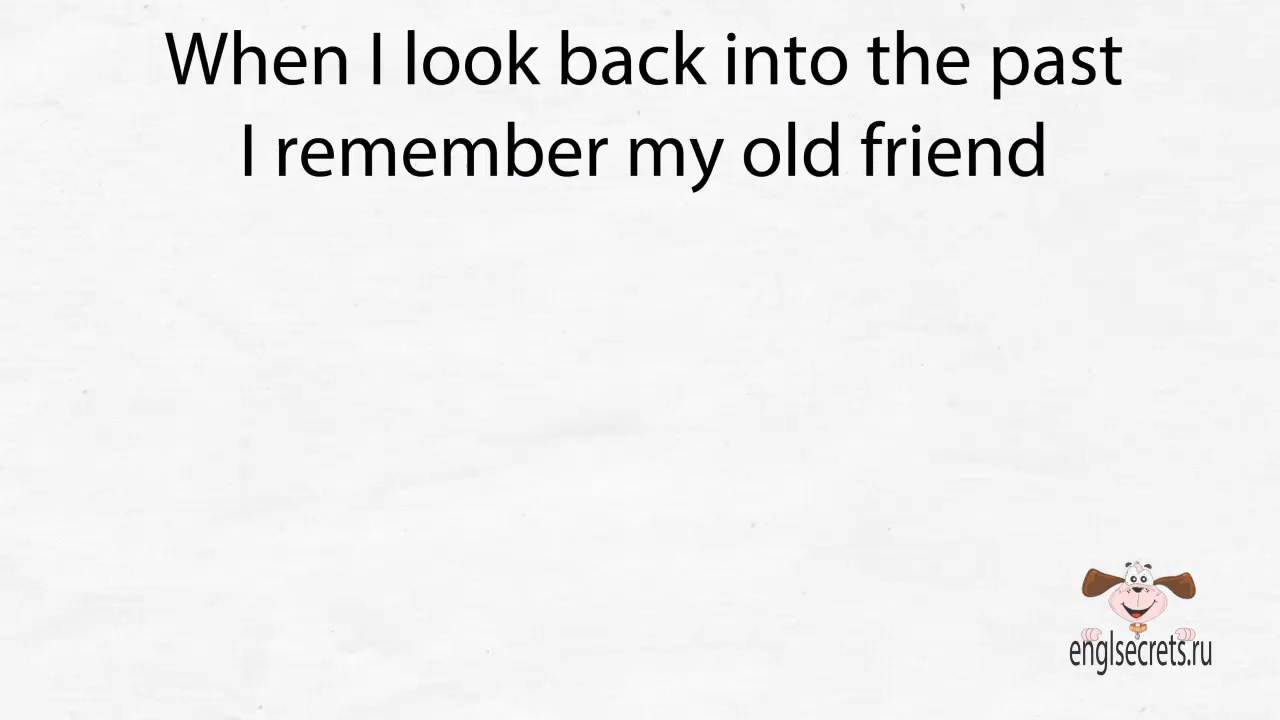 When I look back into the past
I remember my old friend
englsecrets.ru